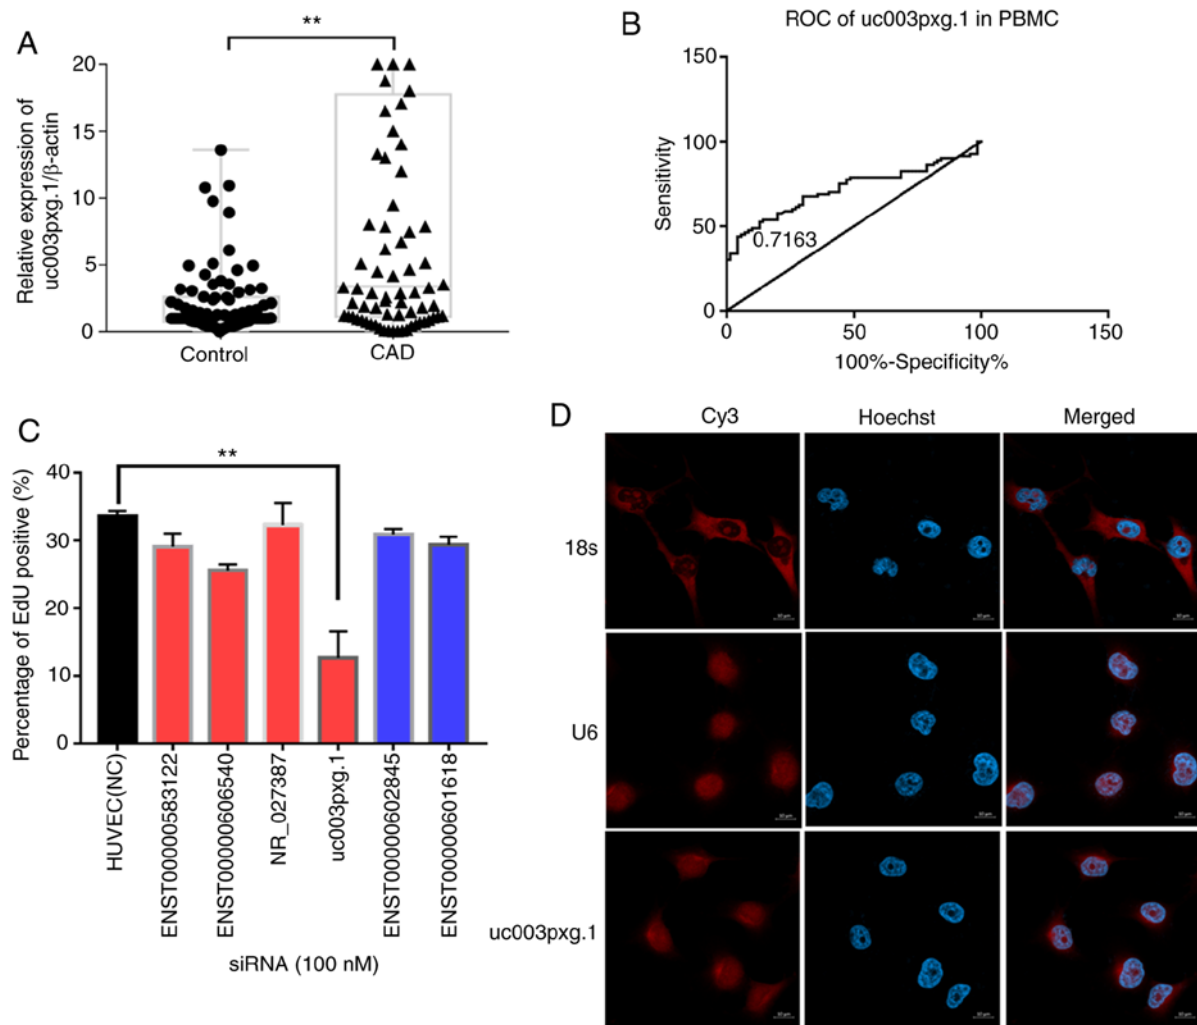 A
**
Relative expression of
uc003pxg.1/β-actin
20
15
10
5
0
Control
CAD
B
ROC of uc003pxg.1 in PBMC
Sensitivity
150
100
50
0
0.7163
0
50
100
150
100%-Specificity%
C
**
Percentage of EdU positive (%)
40
30
20
10
0
HUVEC(NC)
ENST00000583122
ENST00000606540
NR_027387
uc003pxg.1
ENST00000602845
ENST00000601618
siRNA (100 nM)
D
Cy3
Hoechst
Merged
18s
U6
uc003pxg.1